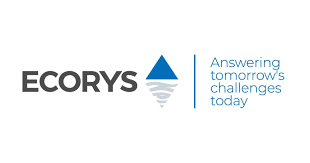 ECORYS
Answering
tomorrow's
challenges
today